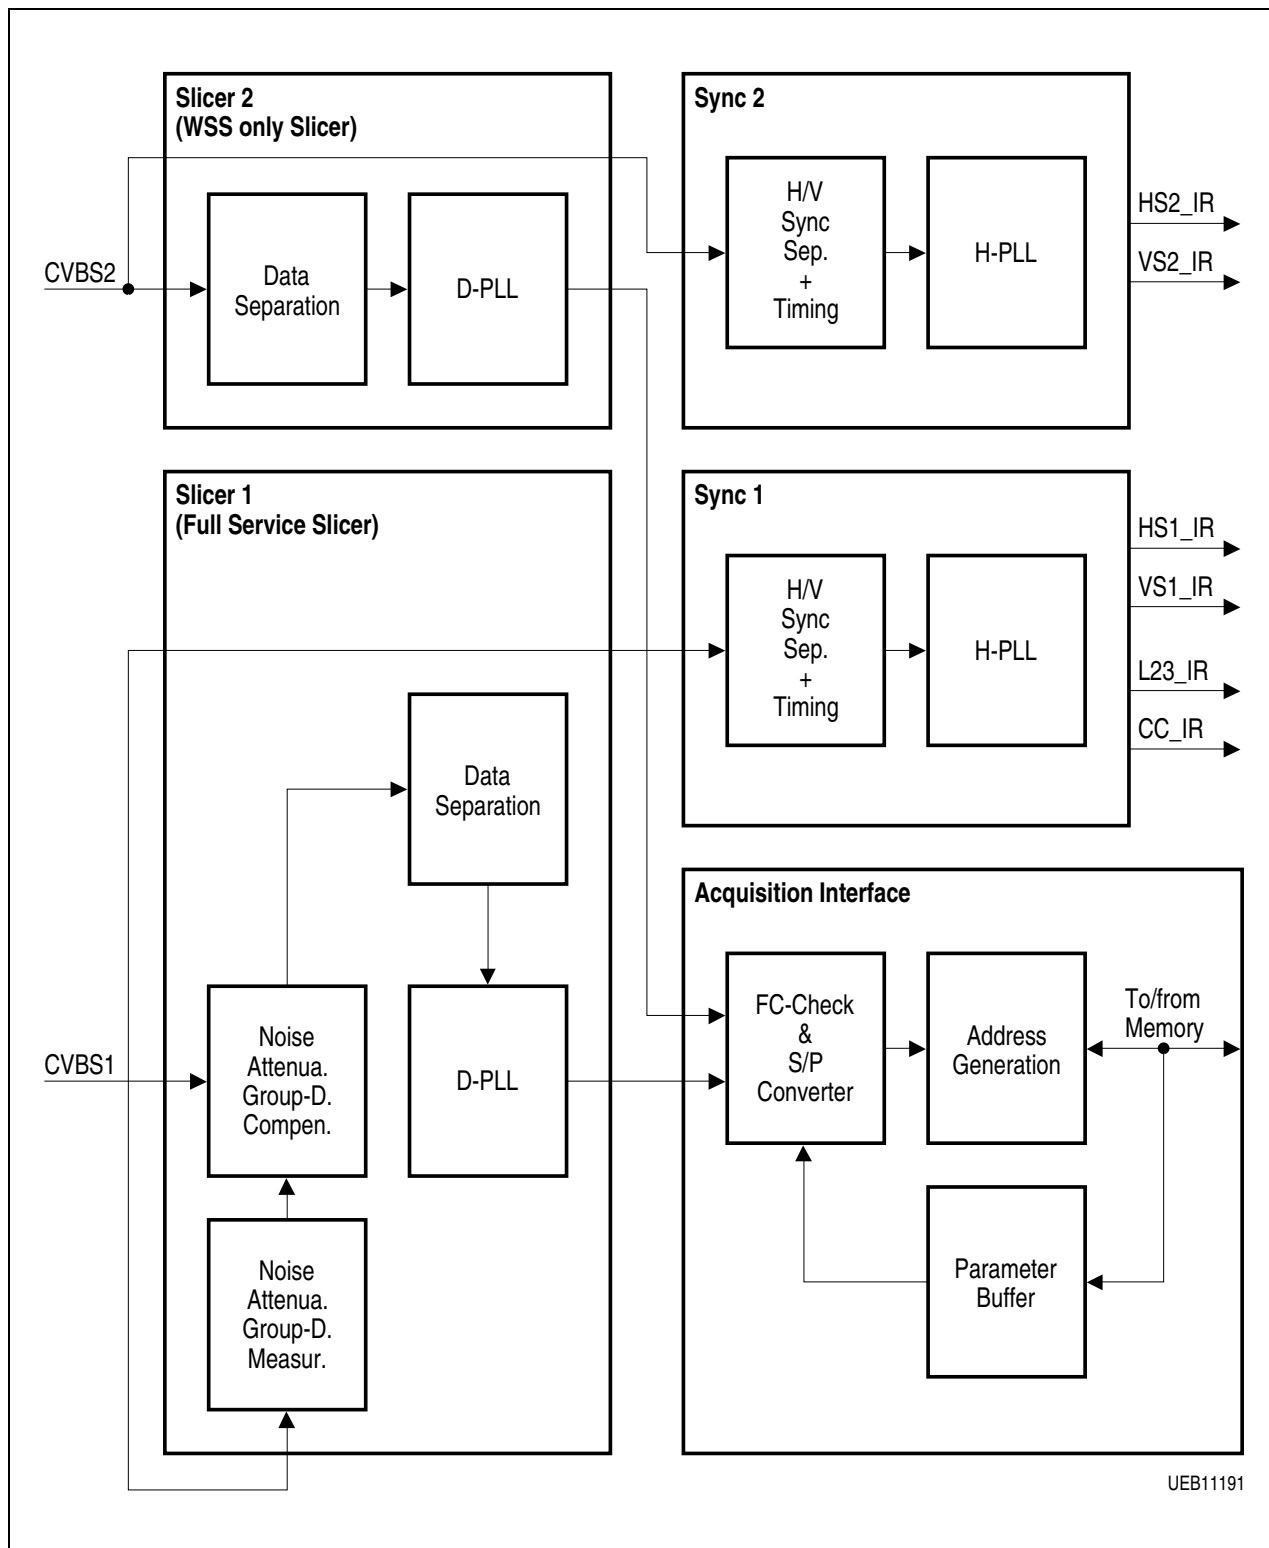 Slicer 2
(WSS only Slicer)
Sync 2
CVBS2
Data
Separation
D-PLL
H/V
Sync
Sep.
+
Timing
H-PLL
HS2_IR
VS2_IR
Slicer 1
(Full Service Slicer)
Sync 1
H/V
Sync
Sep.
+
Timing
H-PLL
HS1_IR
VS1_IR
L23_IR
CC_IR
Data
Separation
CVBS1
Noise
Attenua.
Group-D.
Compen.
D-PLL
Noise
Attenua.
Group-D.
Measur.
Acquisition Interface
FC-Check
&
S/P
Converter
Address
Generation
To/from
Memory
Parameter
Buffer
UEB11191